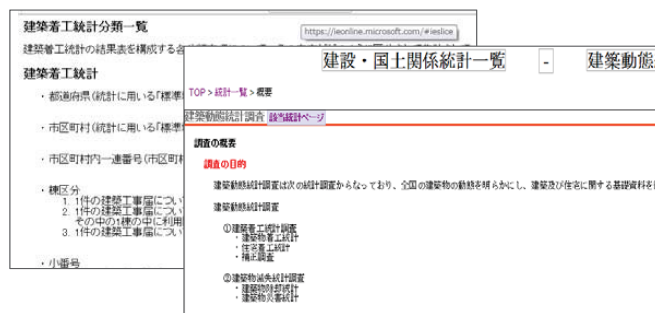 建築着工統計分類一覧
https://ieonline.microsoft.com/#ieslice
建築着工統計の結果表を構成する各
建築着工統計
・都道府県(統計に用いる「標準
・市区町村(統計に用いる「標準
・市区町村内一連番号(市区町村
・棟区分
1. 1件の建築工事届につい
2. 1件の建築工事届につい
その中の1棟の中に利用
3. 1件の建築工事届につい
・小番号
建設・国土関係統計一覧 - 建築動態
TOP > 統計一覧 > 概要
建築動態統計調査 該当統計ページ
調査の概要
調査の目的
建築動態統計調査は次の統計調査からなっており、全国の建築物の動態を明らかにし、建築及び住宅に関する基礎資料を
建築動態統計調査
①建築着工統計調査
・建築物着工統計
・住宅着工統計
・補正調査
②建築物滅失統計調査
・建築物除却統計
・建築物災害統計